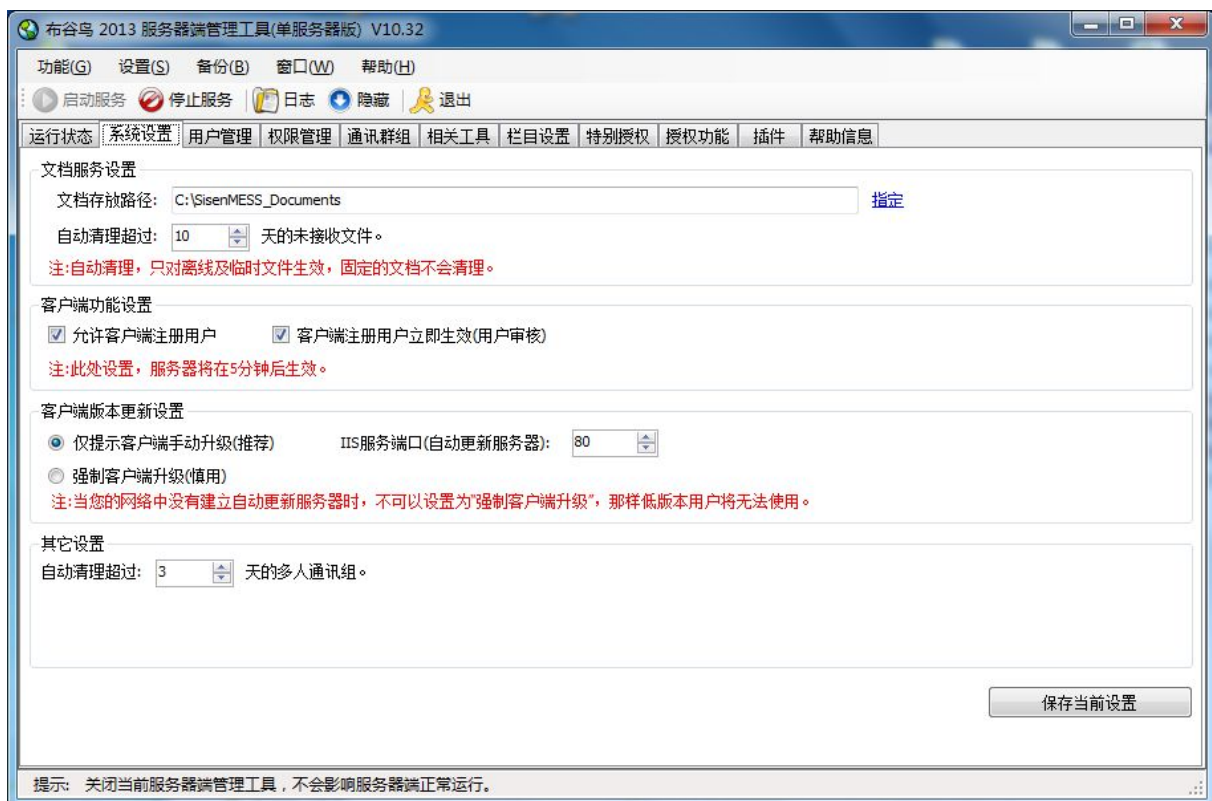 布谷鸟 2013 服务器端管理工具(单服务器版) V10.32
功能(G) 设置(S) 备份(B) 窗口(W) 帮助(H)
启动服务 停止服务 日志 隐藏 退出
运行状态 系统设置 用户管理 权限管理 通讯群组 相关工具 栏目设置 特别授权 授权功能 插件 帮助信息
文档服务设置
文档存放路径: C:\SisenMESS_Documents 指定
自动清理超过: 10 天的未接收文件。
注:自动清理,只对离线及临时文件生效,固定的文档不会清理。
客户端功能设置
允许客户端注册用户 客户端注册用户立即生效(用户审核)
注:此处设置,服务器将在5分钟后生效。
客户端版本更新设置
仅提示客户端手动升级(推荐) IIS服务端口(自动更新服务器): 80
强制客户端升级(慎用)
注:当您的网络中没有建立自动更新服务器时,不可以设置为"强制客户端升级",那样低版本用户将无法使用。
其它设置
自动清理超过: 3 天的多人通讯组。
保存当前设置
提示: 关闭当前服务器端管理工具,不会影响服务器端正常运行。